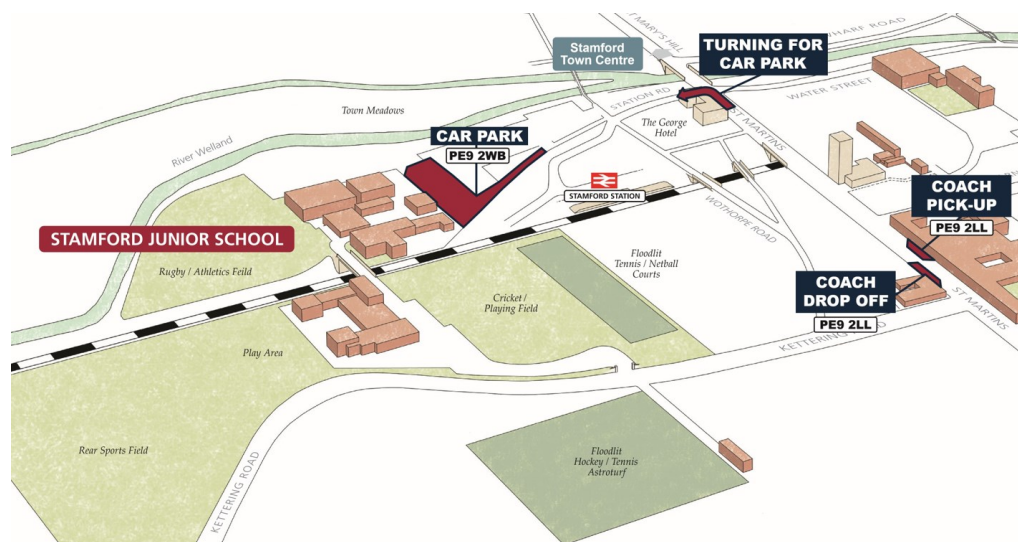 ST MARY'S HILL
WHARF ROAD
Stamford
Town Centre
TURNING FOR
CAR PARK
STATION RD
WATER STREET
Town Meadows
The George
Hotel
ST MARTINS
River Welland
CAR PARK
PE9 2WB
STAMFORD STATION
COACH
PICK-UP
PE9 2LL
WOTHORPE ROAD
STAMFORD JUNIOR SCHOOL
Rugby / Athletics Feild
Floodlit
Tennis / Netball
Courts
COACH
DROP OFF
PE9 2LL
ST MARTINS
Cricket /
Playing Field
KETTERING ROAD
Play Area
Rear Sports Field
Floodlit
Hockey / Tennis
Astroturf
KETTERING ROAD